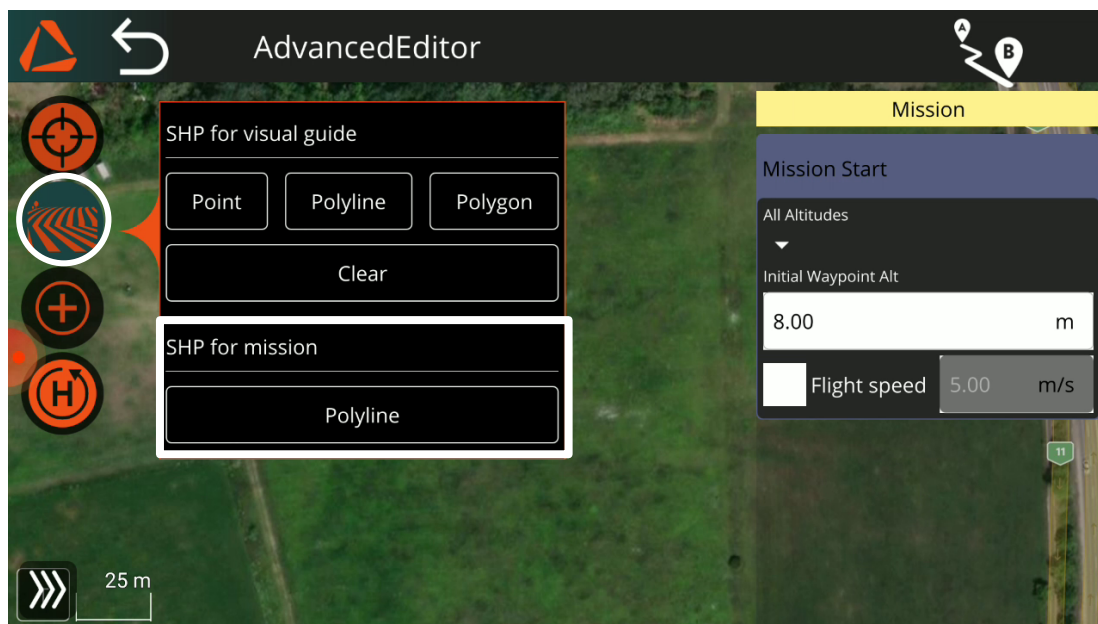 AdvancedEditor
A
B
SHP for visual guide
Point
Polyline
Polygon
Clear
SHP for mission
Polyline
H
Mission
Mission Start
All Altitudes
Initial Waypoint Alt
8.00 m
Flight speed 5.00 m/s
11
25 m